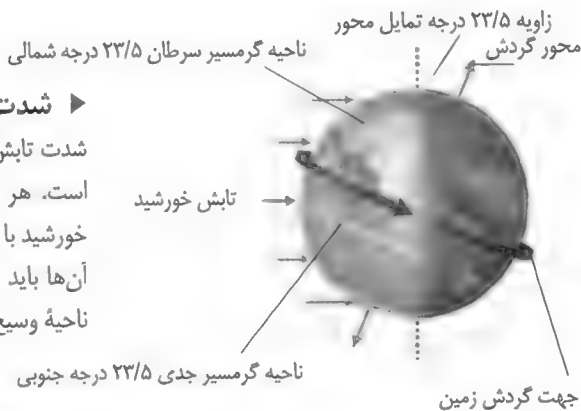 زاویه ۲۳/۵ درجه تمایل محور
محور گردش
ناحیه گرمسیر سرطان ۲۳/۵ درجه شمالی
◀ شدت
شدت تابش
است. هر
تابش خورشید
خورشید با
آن‌ها باید
ناحیهٔ وسیع
ناحیه گرمسیر جدی ۲۳/۵ درجه جنوبی
جهت گردش زمین